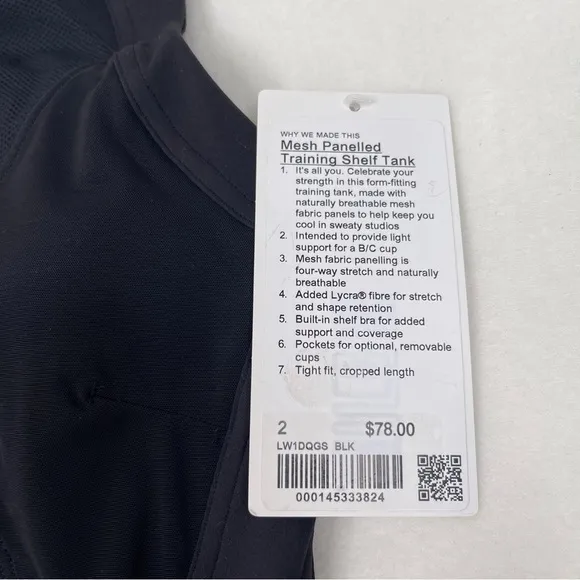 WHY WE MADE THIS
Mesh Panelled
Training Shelf Tank
1. It's all you. Celebrate your
strength in this form-fitting
training tank, made with
naturally breathable mesh
fabric panels to help keep you
cool in sweaty studios
2. Intended to provide light
support for a B/C cup
3. Mesh fabric panelling is
four-way stretch and naturally
breathable
4. Added Lycra® fibre for stretch
and shape retention
5. Built-in shelf bra for added
support and coverage
6. Pockets for optional, removable
cups
7. Tight fit, cropped length
2 $78.00
LW1DQGS BLK
000145333824